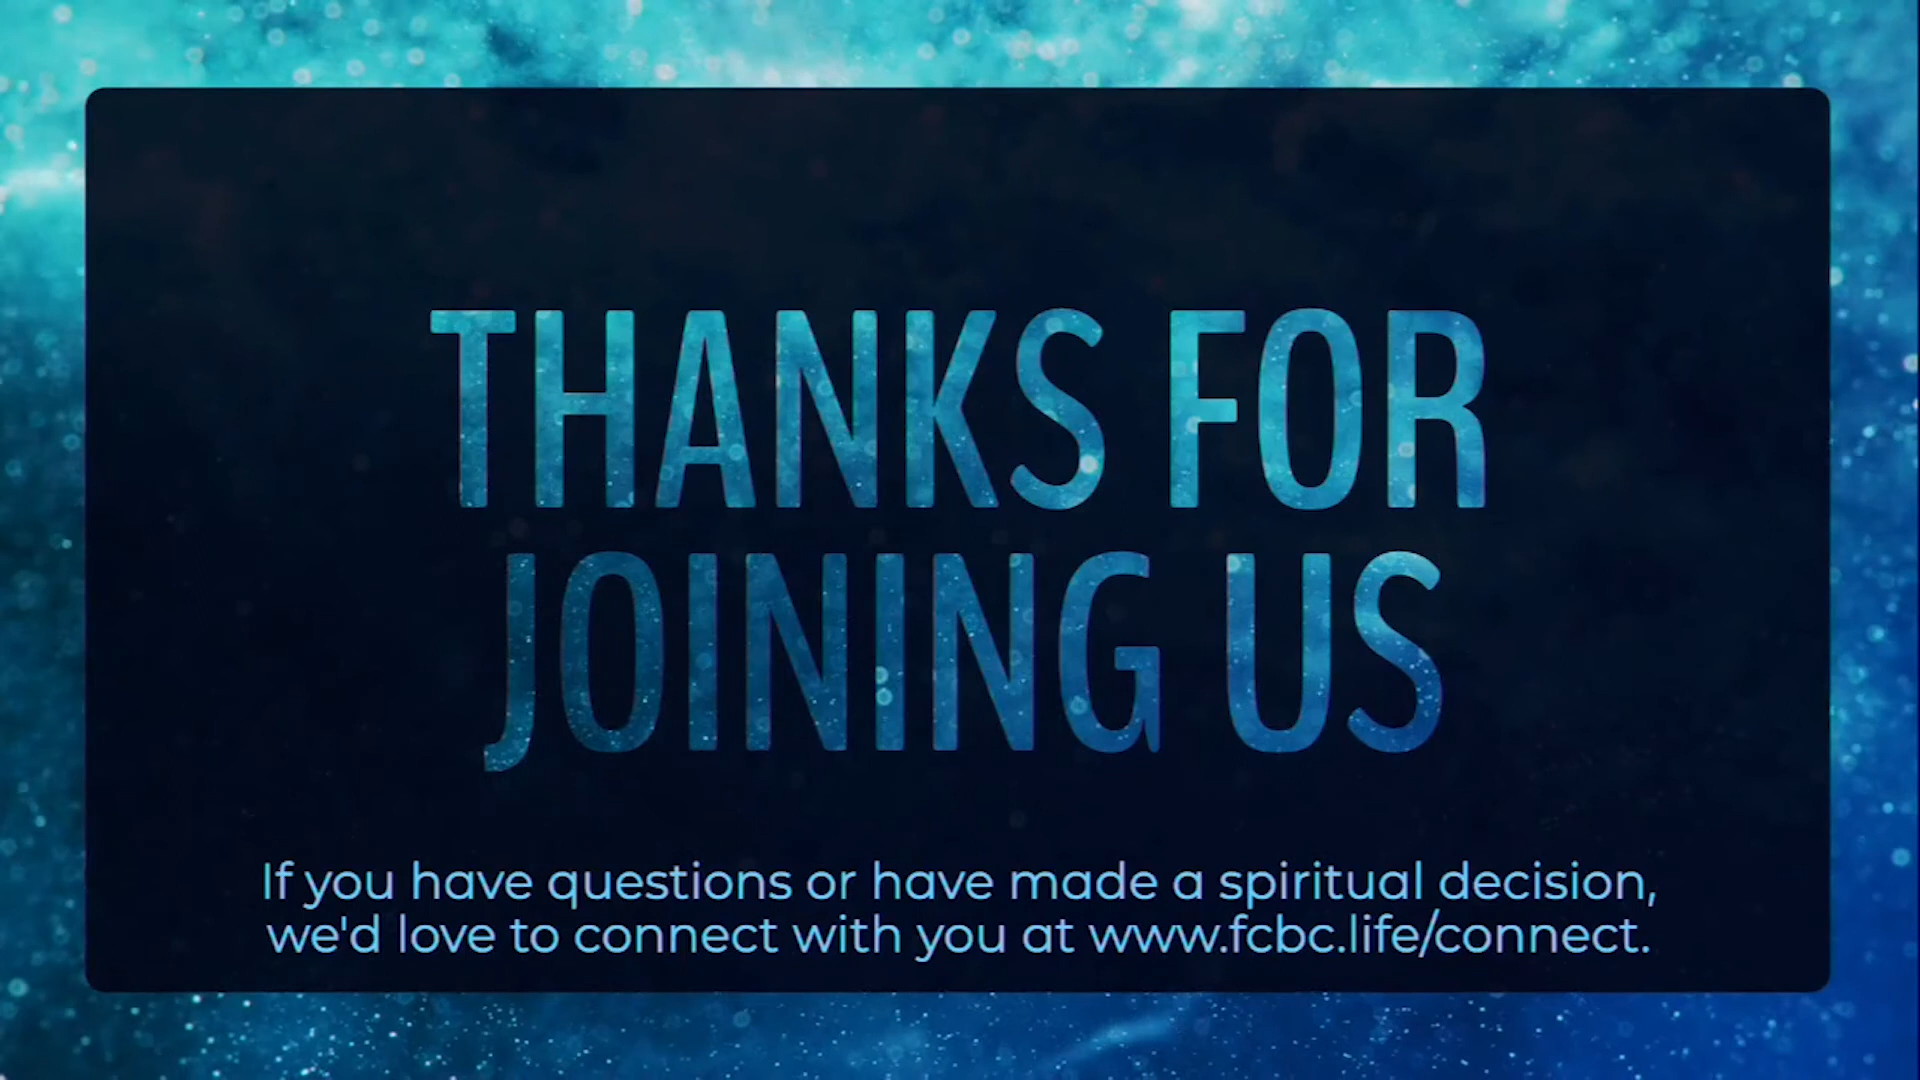 THANKS FOR
JOINING US
If you have questions or have made a spiritual decision,
we'd love to connect with you at www.fcbc.life/connect.